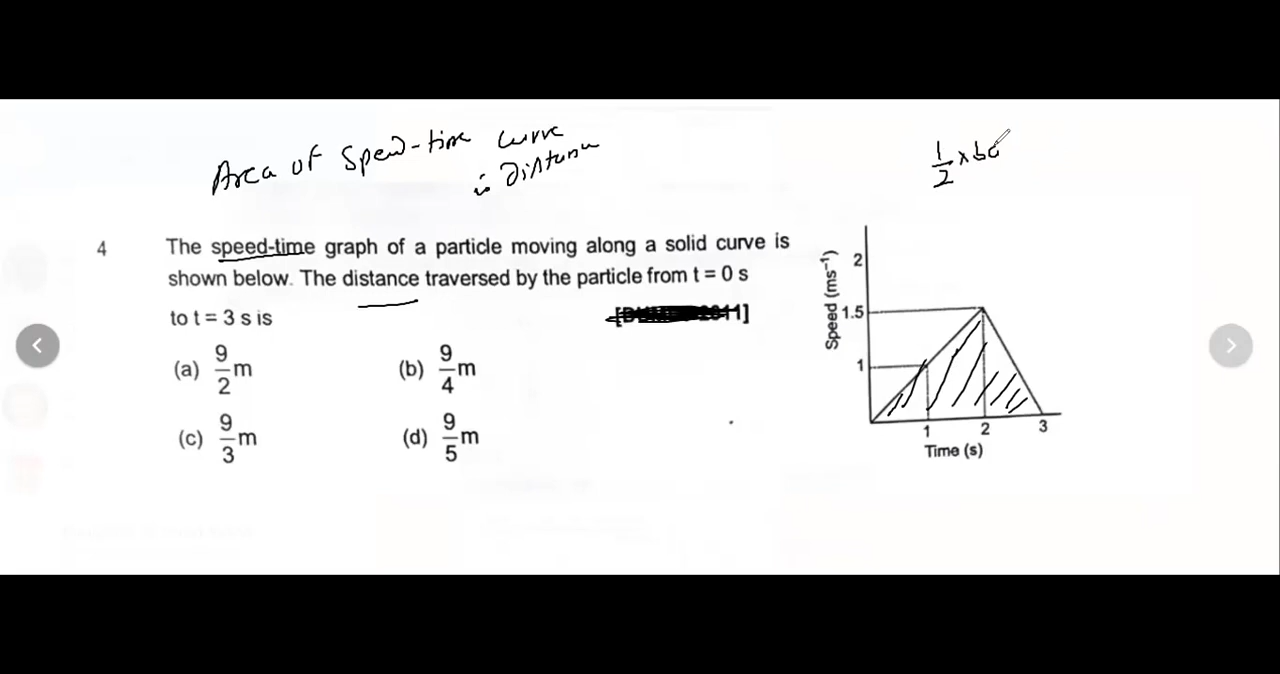 Area of Speed-time curve
is Distance
1/2 × ba
4 The speed-time graph of a particle moving along a solid curve is
shown below. The distance traversed by the particle from t = 0 s
to t = 3 s is
(a) 9/2 m (b) 9/4 m
(c) 9/3 m (d) 9/5 m
Speed (ms⁻¹)
2
1.5
1
1 2 3
Time (s)